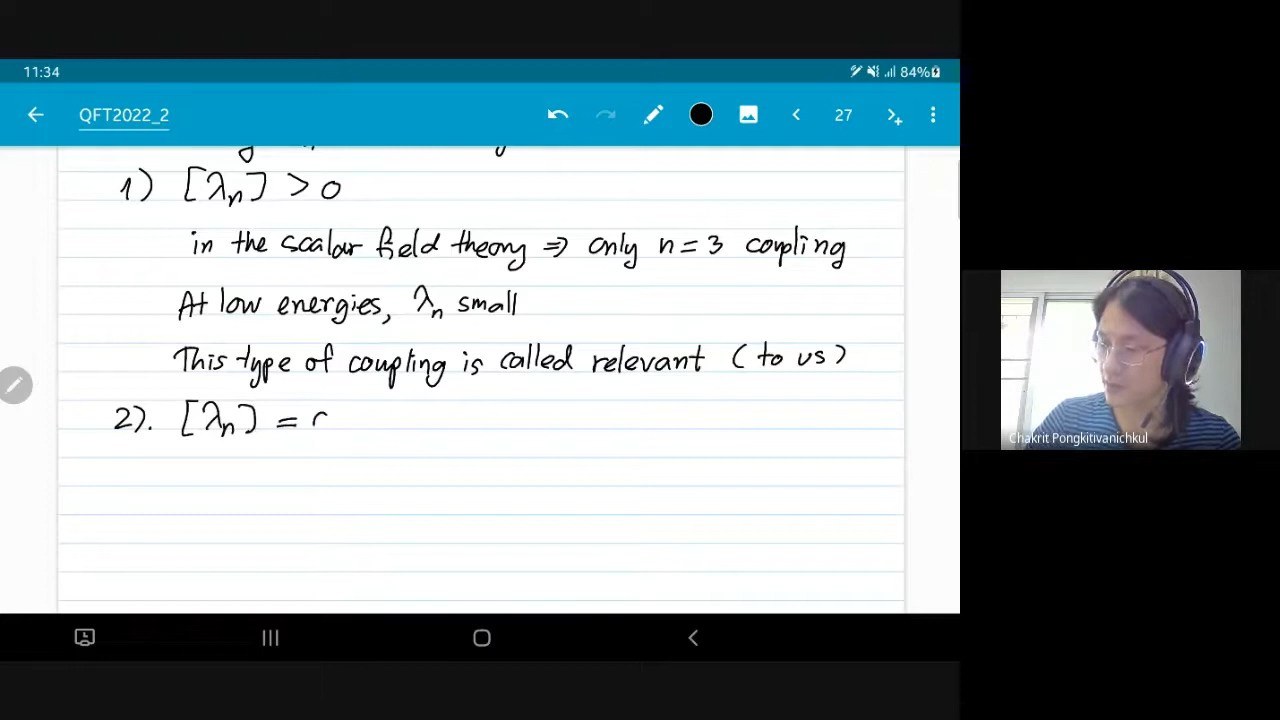 11:34
84%
QFT2022_2
27
1) [λₙ] > 0
in the scalar field theory ⇒ only n = 3 coupling
At low energies, λₙ small
This type of coupling is called relevant ( to us )
2). [λₙ] =
Chakrit Pongkitivanichkul